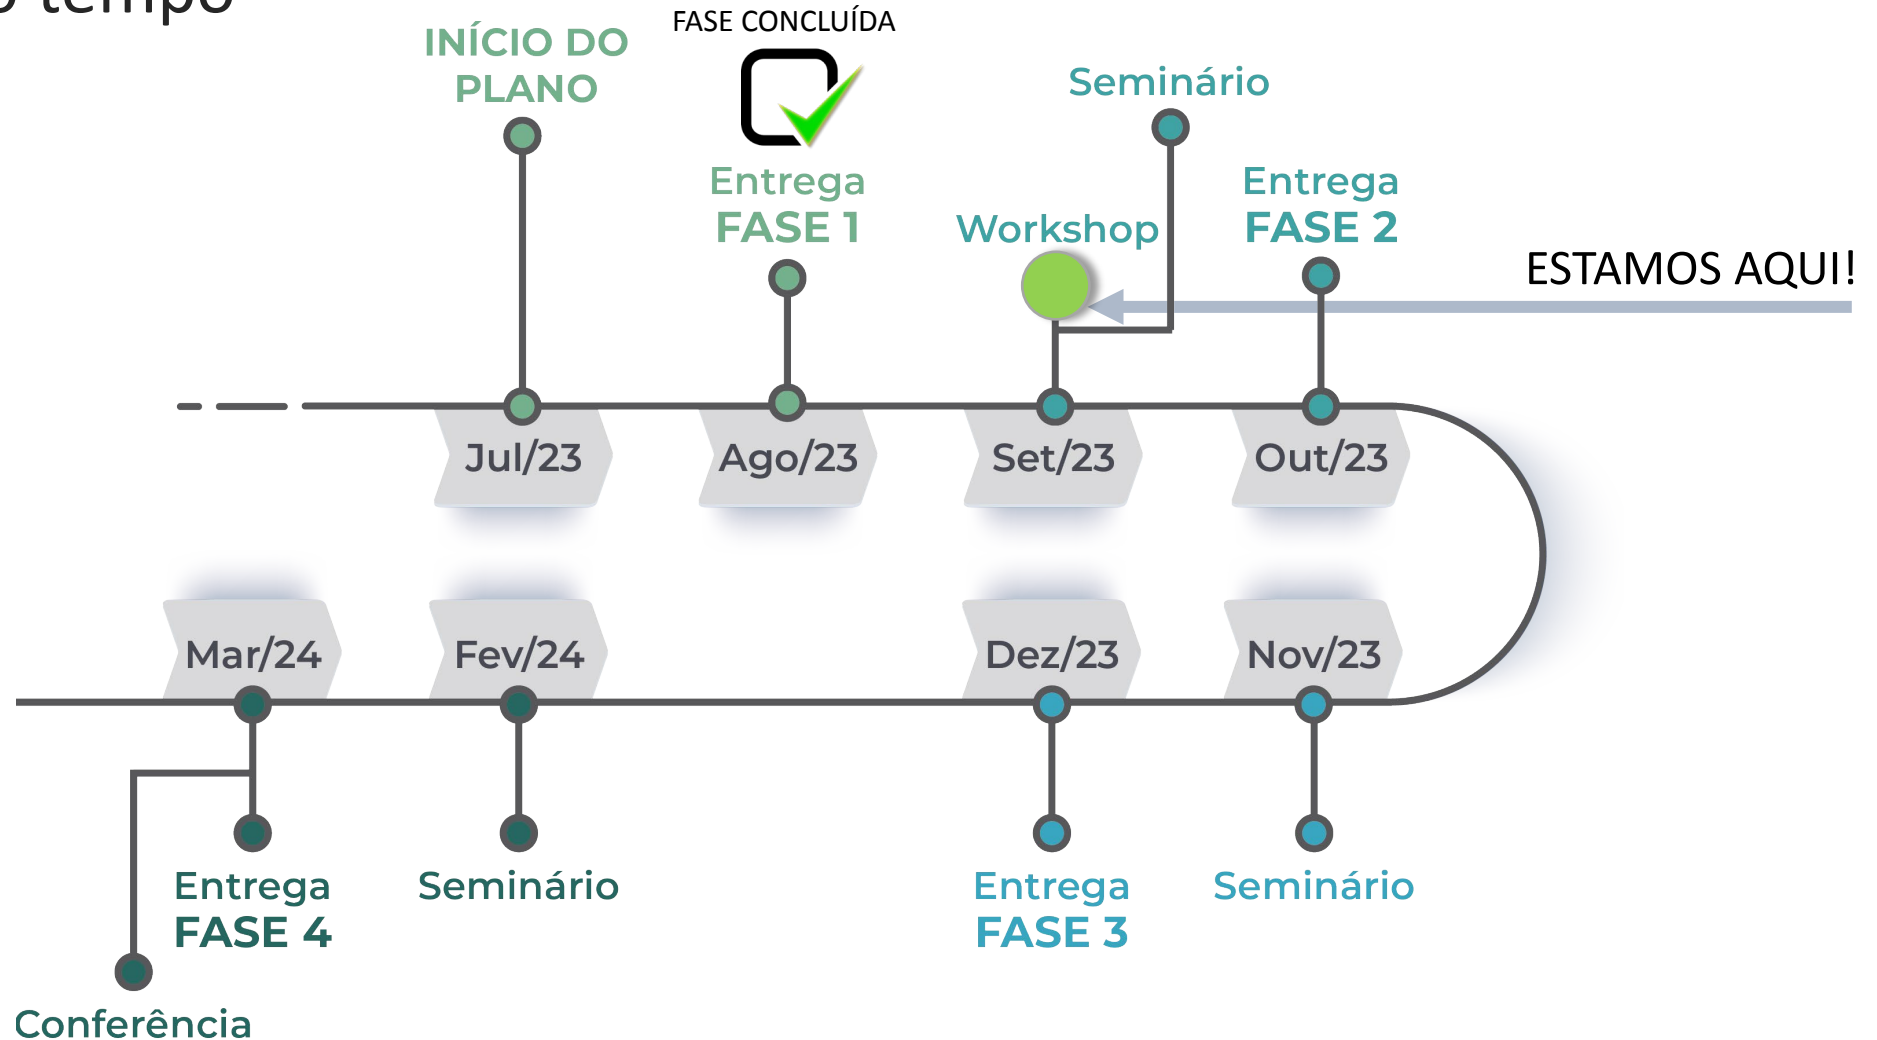 tempo
FASE CONCLUÍDA
INÍCIO DO
PLANO
Seminário
Entrega
FASE 1
Workshop
Entrega
FASE 2
ESTAMOS AQUI!
Jul/23
Ago/23
Set/23
Out/23
Mar/24
Fev/24
Dez/23
Nov/23
Entrega
FASE 4
Seminário
Entrega
FASE 3
Seminário
Conferência